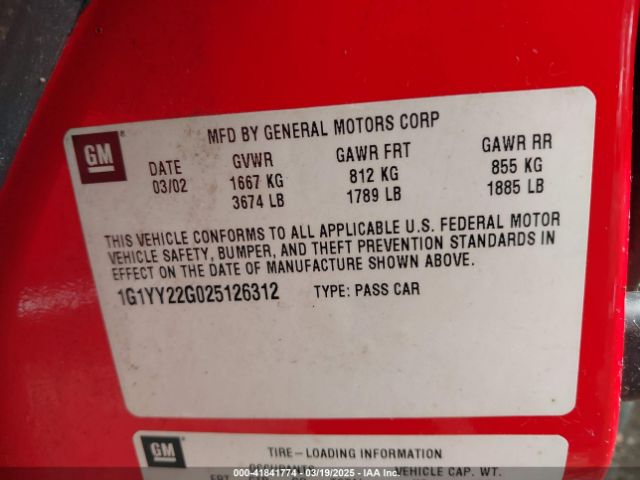 MFD BY GENERAL MOTORS CORP
GM
DATE GVWR GAWR FRT GAWR RR
03/02 1667 KG 812 KG 855 KG
3674 LB 1789 LB 1885 LB
THIS VEHICLE CONFORMS TO ALL APPLICABLE U.S. FEDERAL MOTOR
VEHICLE SAFETY, BUMPER, AND THEFT PREVENTION STANDARDS IN
EFFECT ON THE DATE OF MANUFACTURE SHOWN ABOVE.
1G1YY22G025126312 TYPE: PASS CAR
GM
TIRE-LOADING INFORMATION
VEHICLE CAP. WT.
000-41841774 - 03/19/2025 - IAA Inc.